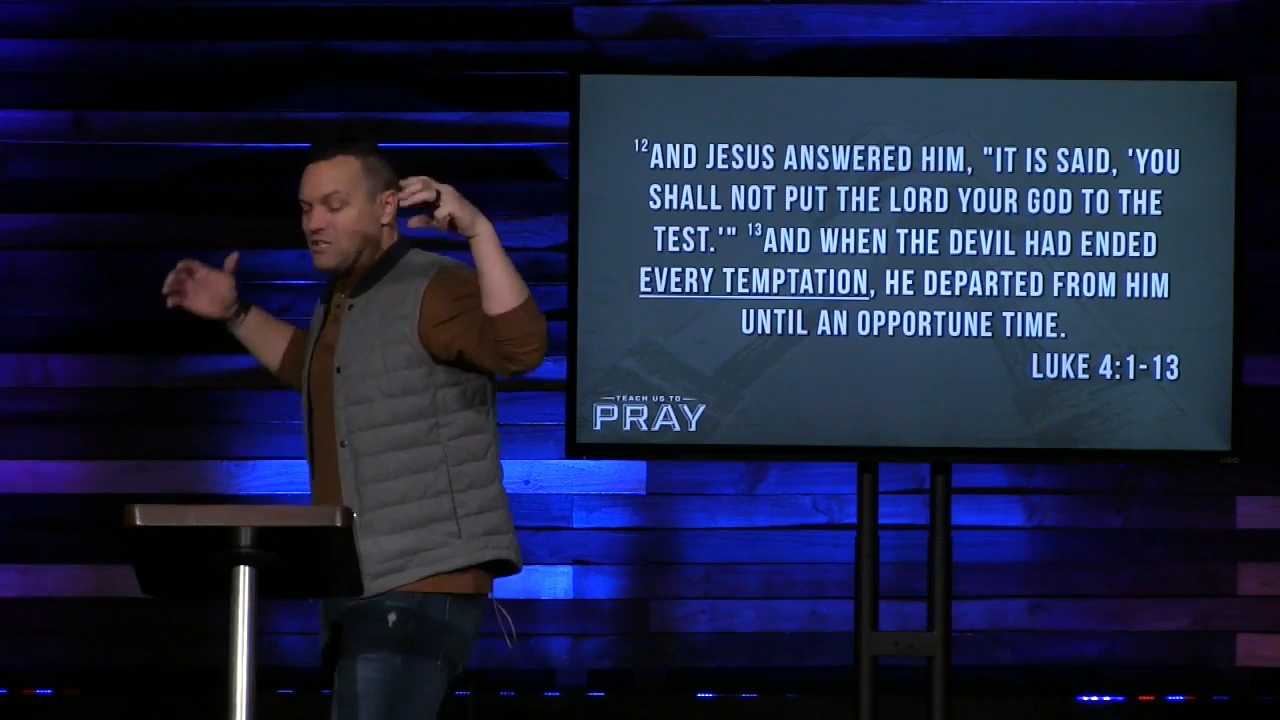 ¹²AND JESUS ANSWERED HIM, "IT IS SAID, 'YOU
SHALL NOT PUT THE LORD YOUR GOD TO THE
TEST.'" ¹³AND WHEN THE DEVIL HAD ENDED
EVERY TEMPTATION, HE DEPARTED FROM HIM
UNTIL AN OPPORTUNE TIME.
LUKE 4:1-13
TEACH US TO
PRAY
VIZIO